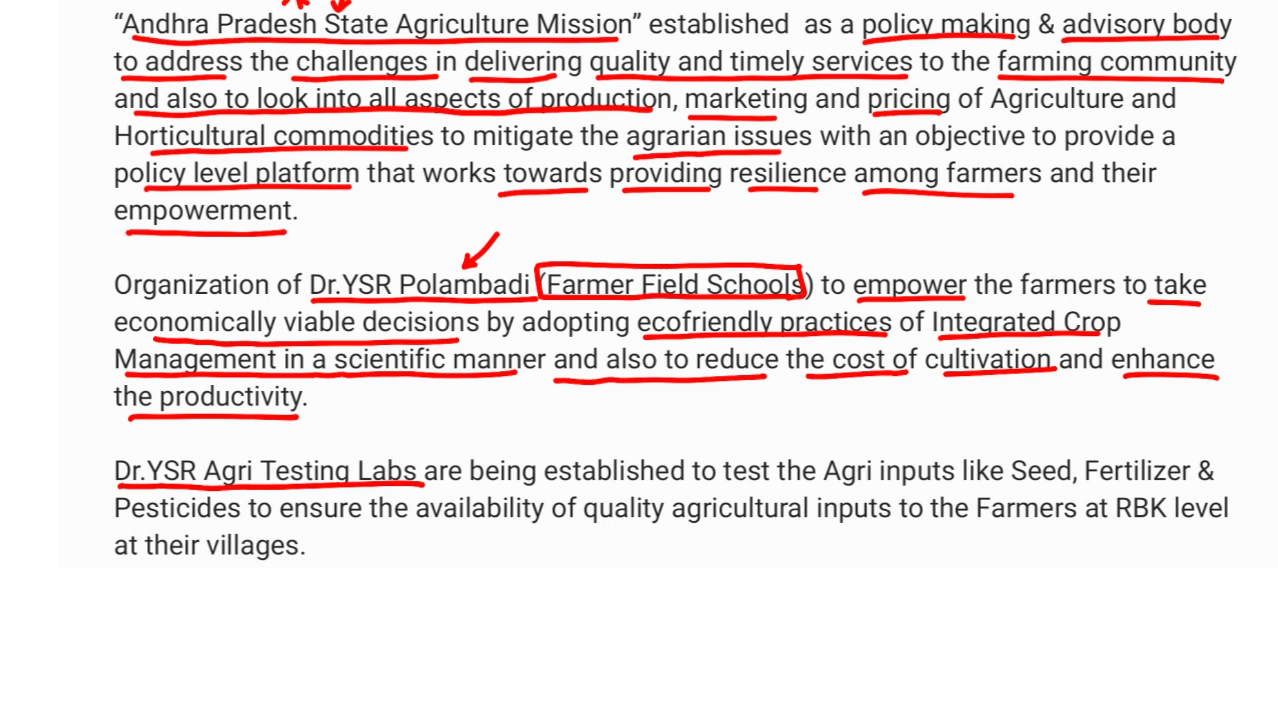 “Andhra Pradesh State Agriculture Mission” established as a policy making & advisory body
to address the challenges in delivering quality and timely services to the farming community
and also to look into all aspects of production, marketing and pricing of Agriculture and
Horticultural commodities to mitigate the agrarian issues with an objective to provide a
policy level platform that works towards providing resilience among farmers and their
empowerment.
Organization of Dr.YSR Polambadi (Farmer Field Schools) to empower the farmers to take
economically viable decisions by adopting ecofriendly practices of Integrated Crop
Management in a scientific manner and also to reduce the cost of cultivation and enhance
the productivity.
Dr.YSR Agri Testing Labs are being established to test the Agri inputs like Seed, Fertilizer &
Pesticides to ensure the availability of quality agricultural inputs to the Farmers at RBK level
at their villages.